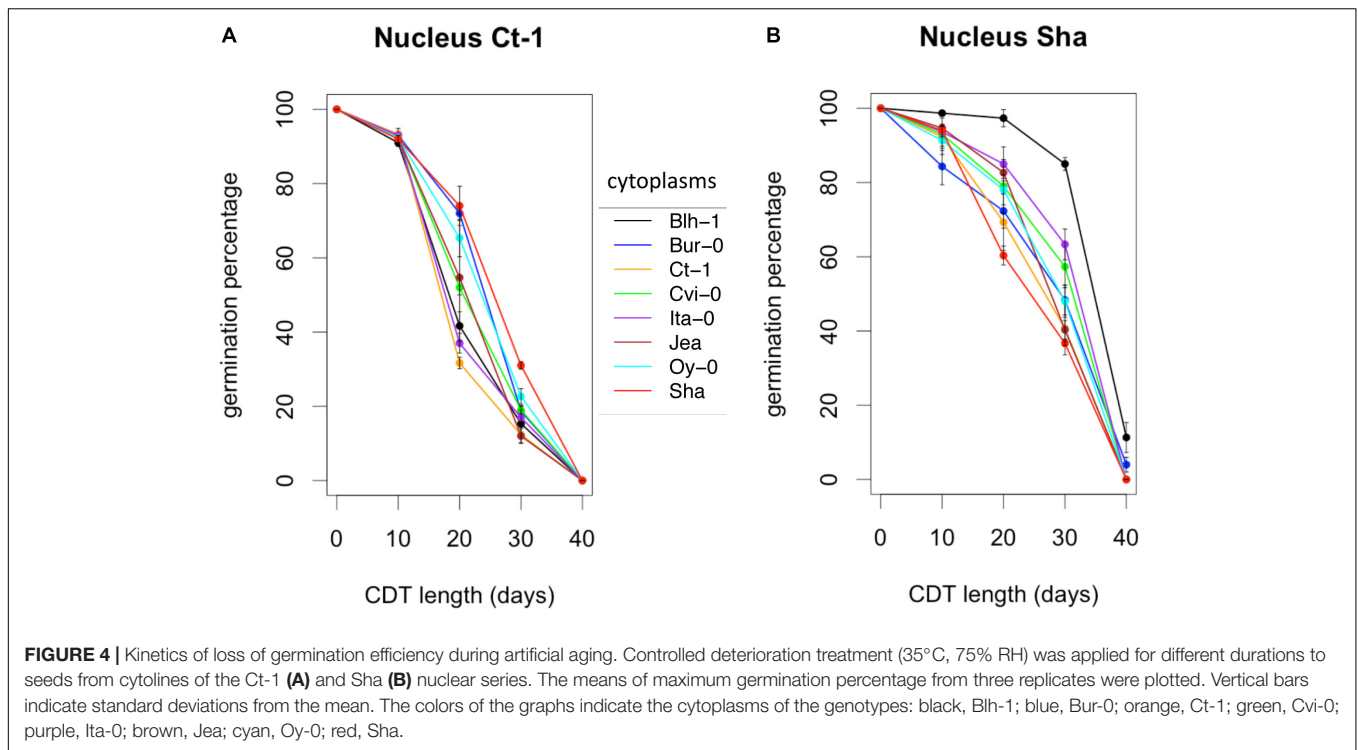 A
Nucleus Ct-1
B
Nucleus Sha
germination percentage
100
80
60
40
20
0
0 10 20 30 40
CDT length (days)
cytoplasms
Blh−1
Bur−0
Ct−1
Cvi−0
Ita−0
Jea
Oy−0
Sha
germination percentage
100
80
60
40
20
0
0 10 20 30 40
CDT length (days)
FIGURE 4 | Kinetics of loss of germination efficiency during artificial aging. Controlled deterioration treatment (35°C, 75% RH) was applied for different durations to
seeds from cytolines of the Ct-1 (A) and Sha (B) nuclear series. The means of maximum germination percentage from three replicates were plotted. Vertical bars
indicate standard deviations from the mean. The colors of the graphs indicate the cytoplasms of the genotypes: black, Blh-1; blue, Bur-0; orange, Ct-1; green, Cvi-0;
purple, Ita-0; brown, Jea; cyan, Oy-0; red, Sha.